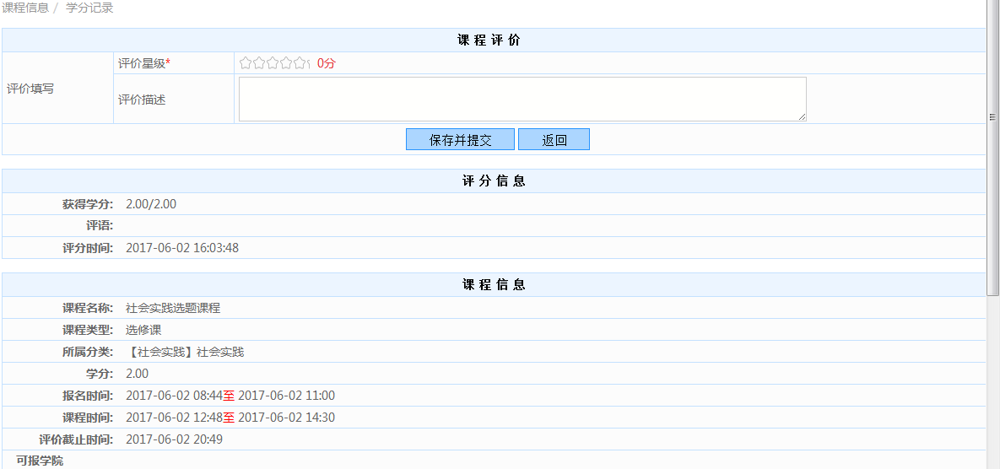 课程信息 / 学分记录
课程评价
评价填写
评价星级* 0分
评价描述
保存并提交 返回
评分信息
获得学分: 2.00/2.00
评语:
评分时间: 2017-06-02 16:03:48
课程信息
课程名称: 社会实践选题课程
课程类型: 选修课
所属分类: 【社会实践】社会实践
学分: 2.00
报名时间: 2017-06-02 08:44至 2017-06-02 11:00
课程时间: 2017-06-02 12:48至 2017-06-02 14:30
评价截止时间: 2017-06-02 20:49
可报学院